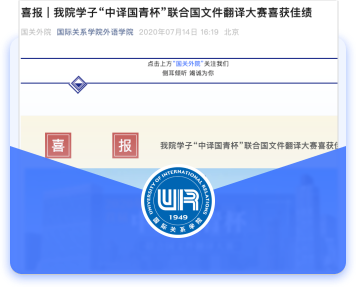 喜报 | 我院学子“中译国青杯”联合国文件翻译大赛喜获佳绩
国关外院 国际关系学院外语学院 2020年07月14日 16:19 北京
点击上方“国关外院”关注我们
侧耳倾听 竭诚为你
喜 报
我院学子“中译国青杯”联合国文件翻译大赛喜获佳
UNIVERSITY OF INTERNATIONAL RELATIONS
UIR
1949
国际关系学院